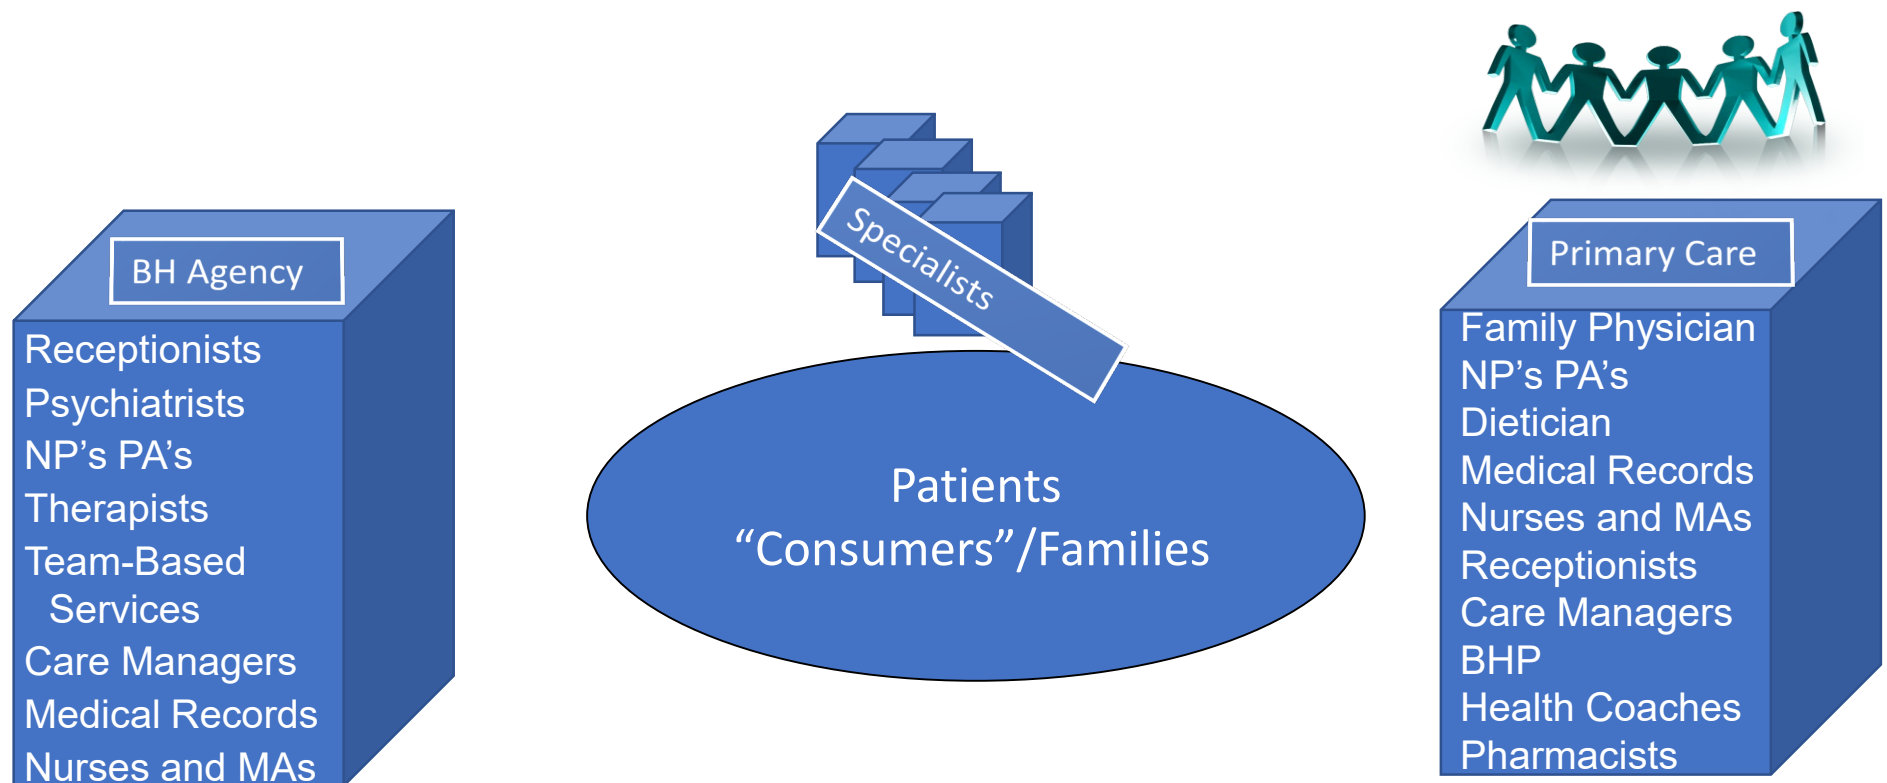 BH Agency
Receptionists
Psychiatrists
NP’s PA’s
Therapists
Team-Based
Services
Care Managers
Medical Records
Nurses and MAs
Specialists
Patients
“Consumers”/Families
Primary Care
Family Physician
NP’s PA’s
Dietician
Medical Records
Nurses and MAs
Receptionists
Care Managers
BHP
Health Coaches
Pharmacists